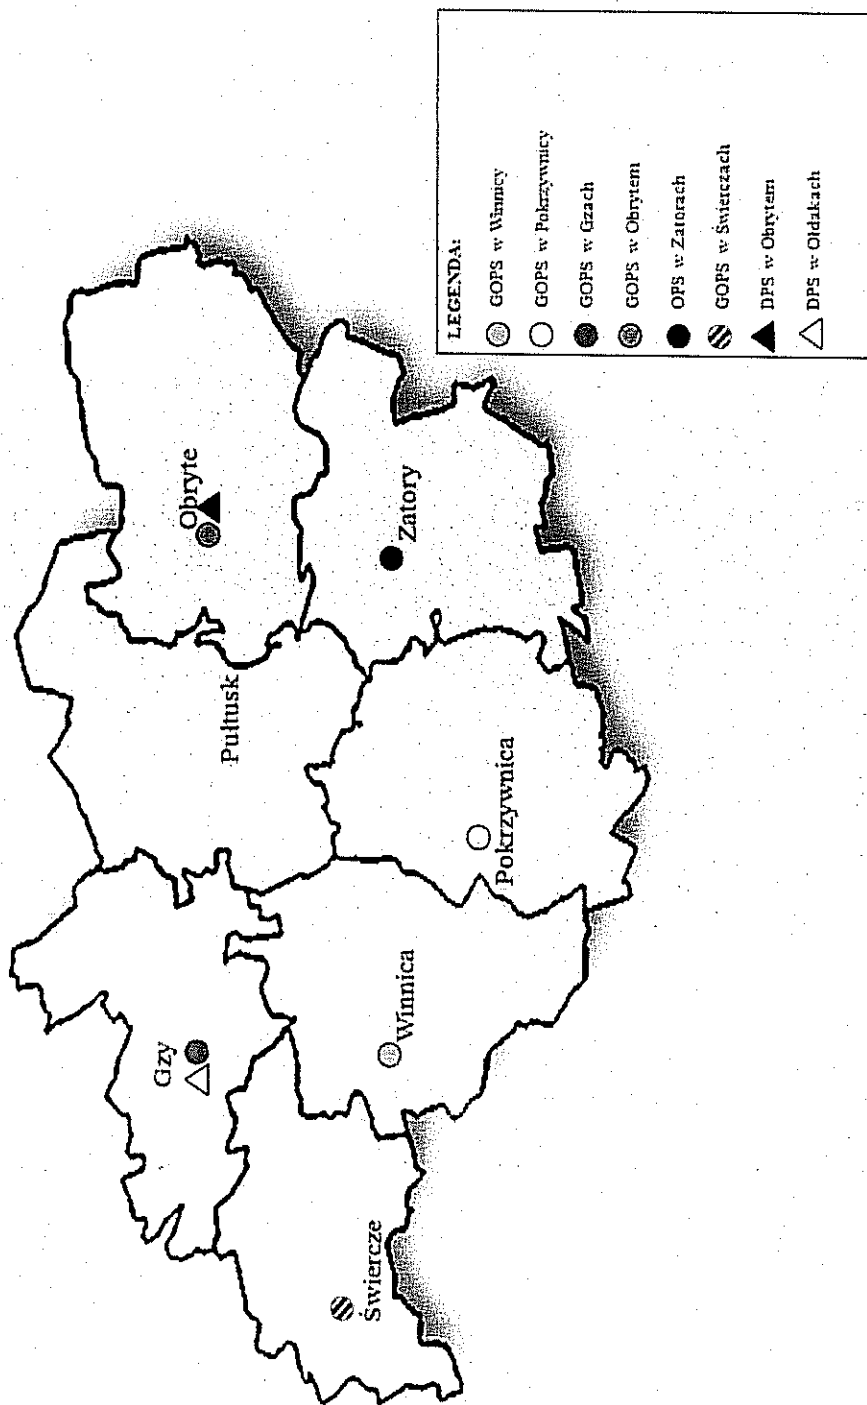 Obryte
Pułtusk
Gzy
Zatory
Winnica
Pokrzywnica
Świercze
LEGENDA:
GOPS w Winnicy
GOPS w Pokrzywnicy
GOPS w Gzach
GOPS w Obrytem
OPS w Zatorach
GOPS w Świerczach
DPS w Obrytem
DPS w Ołdakach